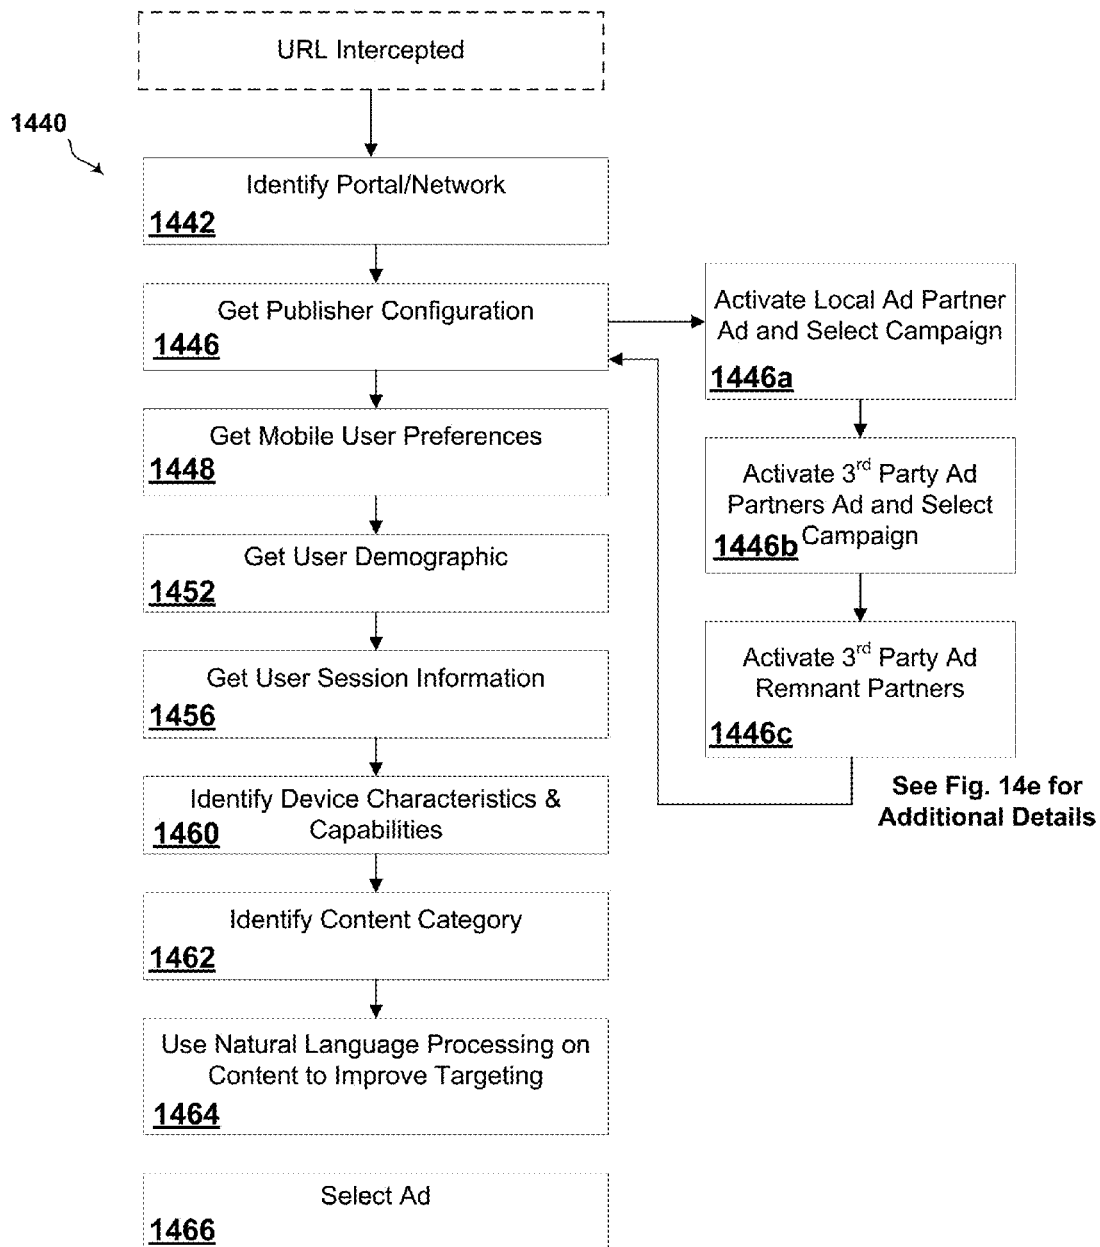 URL Intercepted
1440
Identify Portal/Network
1442
Get Publisher Configuration
1446
Activate Local Ad Partner
Ad and Select Campaign
1446a
Get Mobile User Preferences
1448
Activate 3rd Party Ad
Partners Ad and Select
Campaign
1446b
Get User Demographic
1452
Get User Session Information
1456
Activate 3rd Party Ad
Remnant Partners
1446c
See Fig. 14e for
Additional Details
Identify Device Characteristics &
Capabilities
1460
Identify Content Category
1462
Use Natural Language Processing on
Content to Improve Targeting
1464
Select Ad
1466